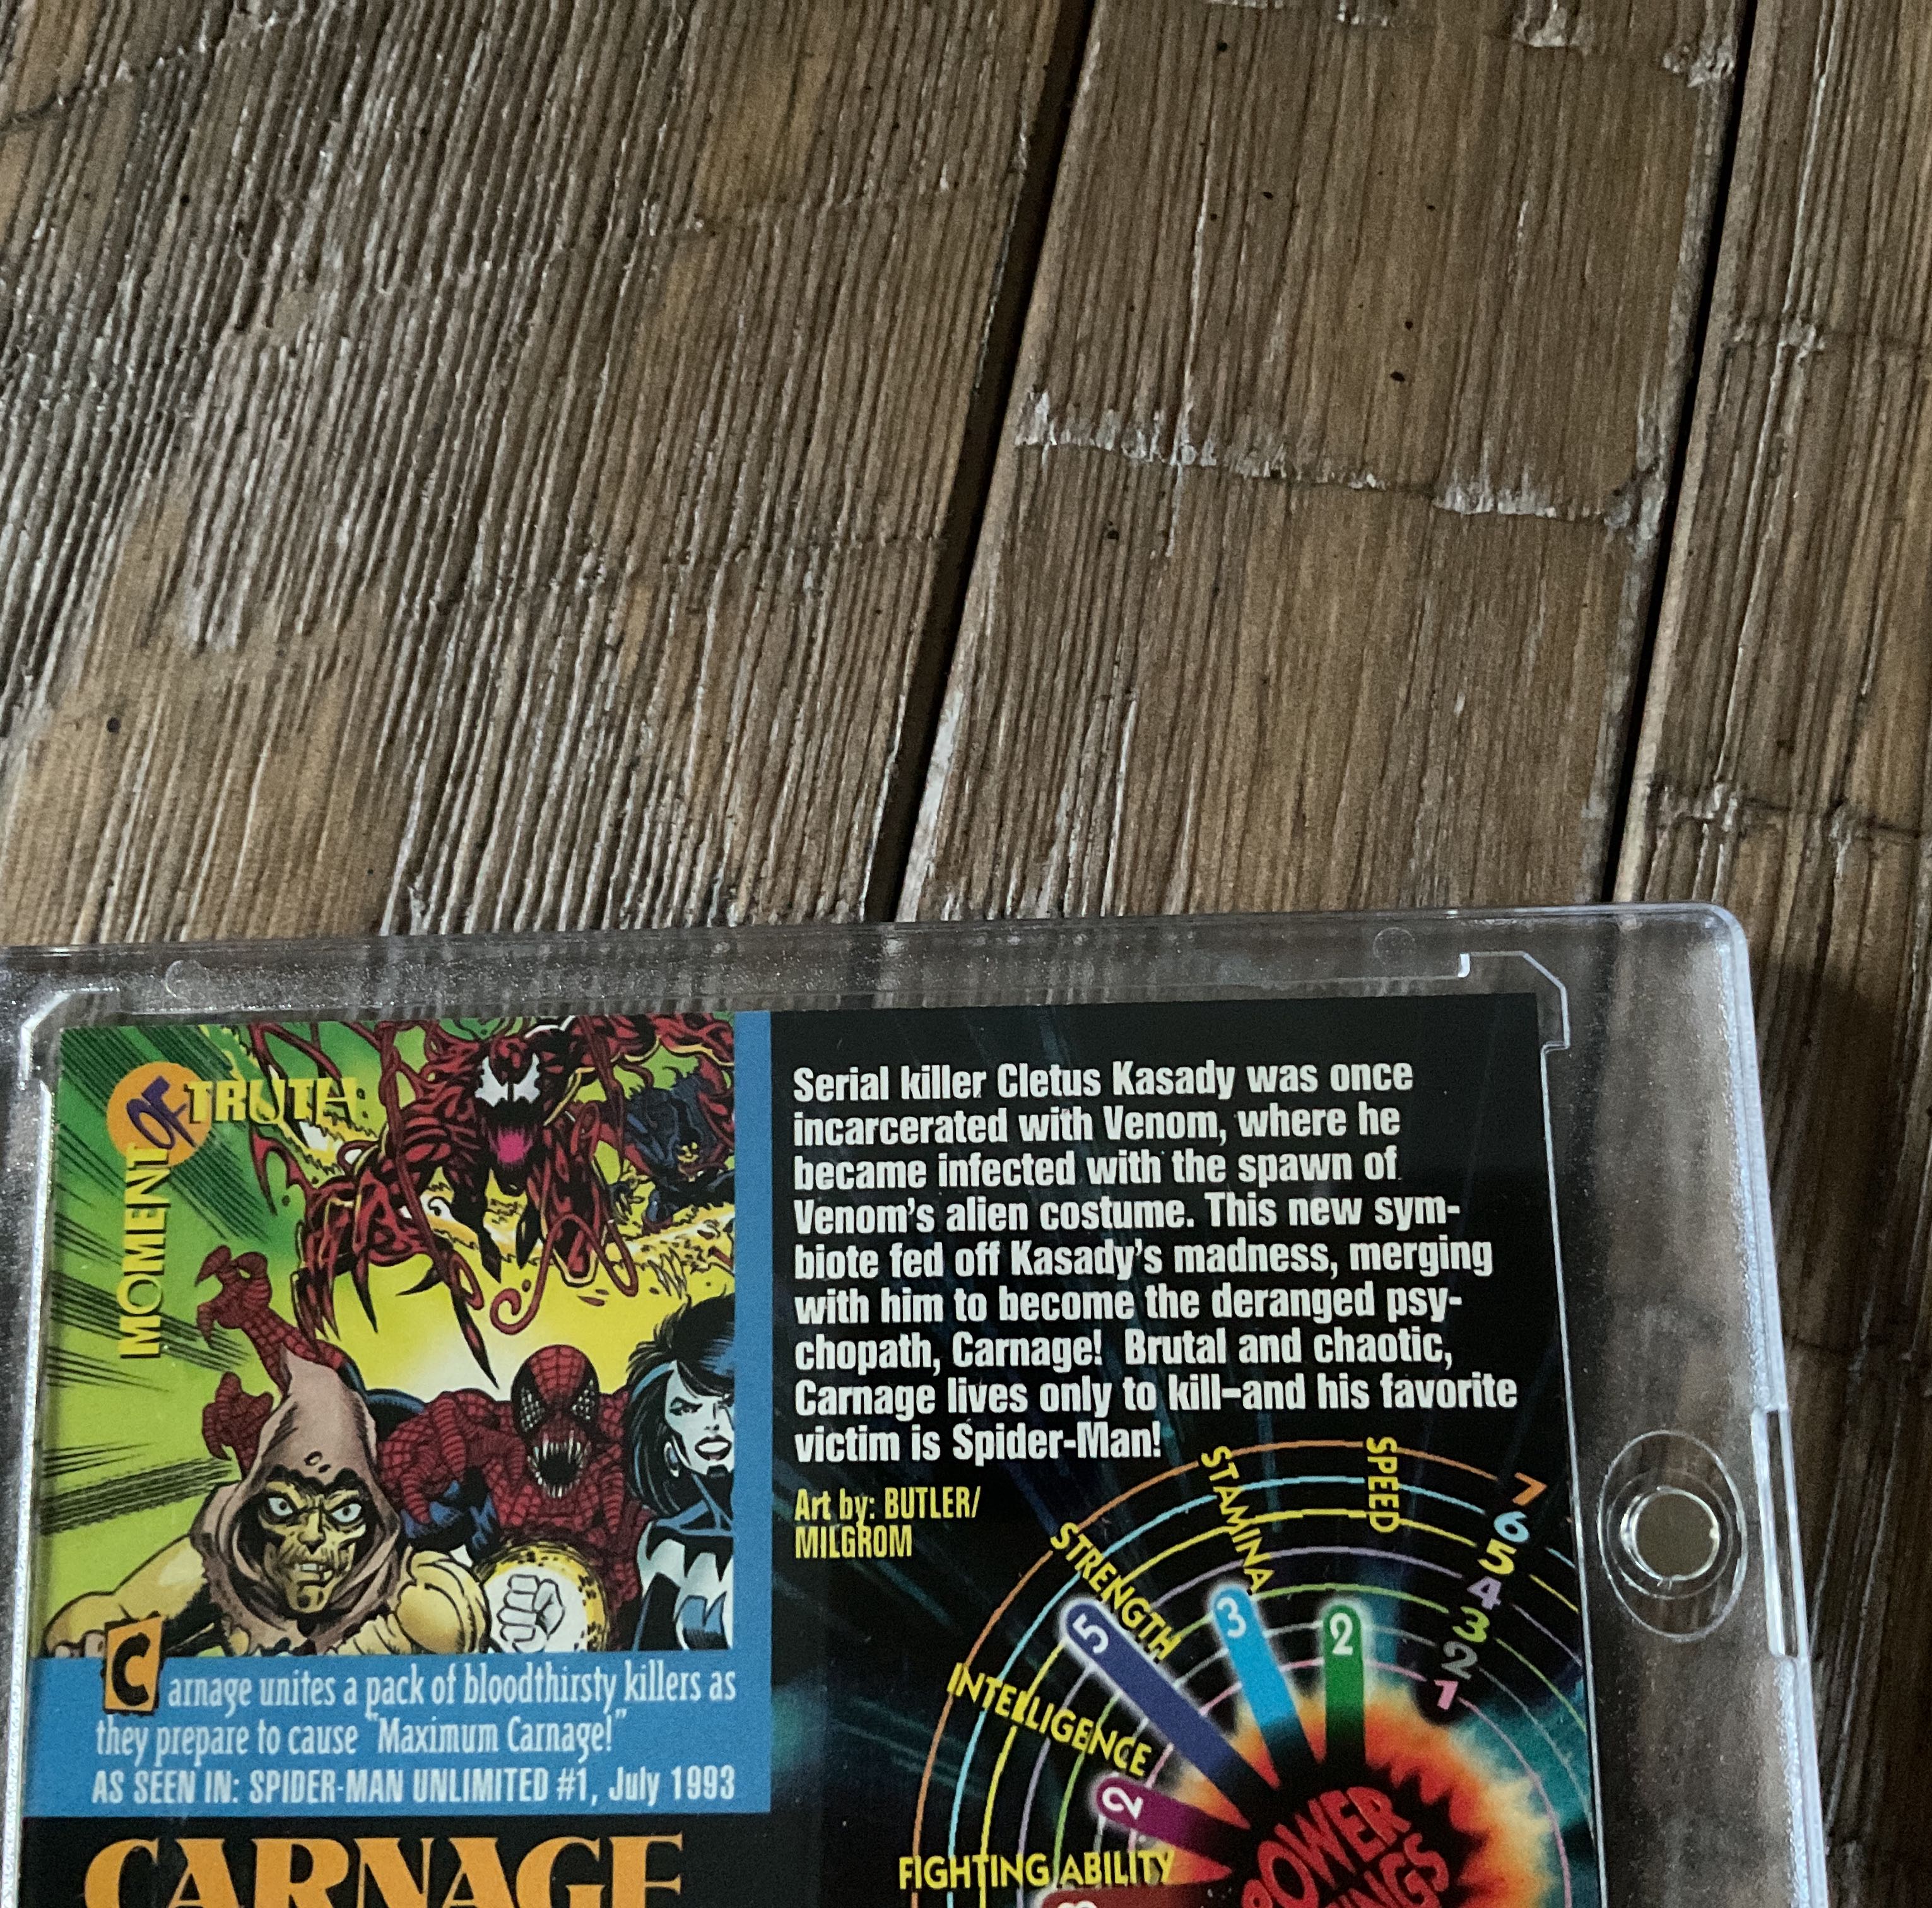 MOMENT OF TRUTH
Serial killer Cletus Kasady was once
incarcerated with Venom, where he
became infected with the spawn of
Venom's alien costume. This new sym-
biote fed off Kasady's madness, merging
with him to become the deranged psy-
chopath, Carnage!  Brutal and chaotic,
Carnage lives only to kill–and his favorite
victim is Spider-Man!
Art by: BUTLER/
MILGROM
Carnage unites a pack of bloodthirsty killers as
they prepare to cause "Maximum Carnage!"
AS SEEN IN: SPIDER-MAN UNLIMITED #1, July 1993
CARNAGE
SPEED
STAMINA
STRENGTH
INTELLIGENCE
FIGHTING ABILITY
7
6
5
4
3
2
1
2
3
5
2
POWER